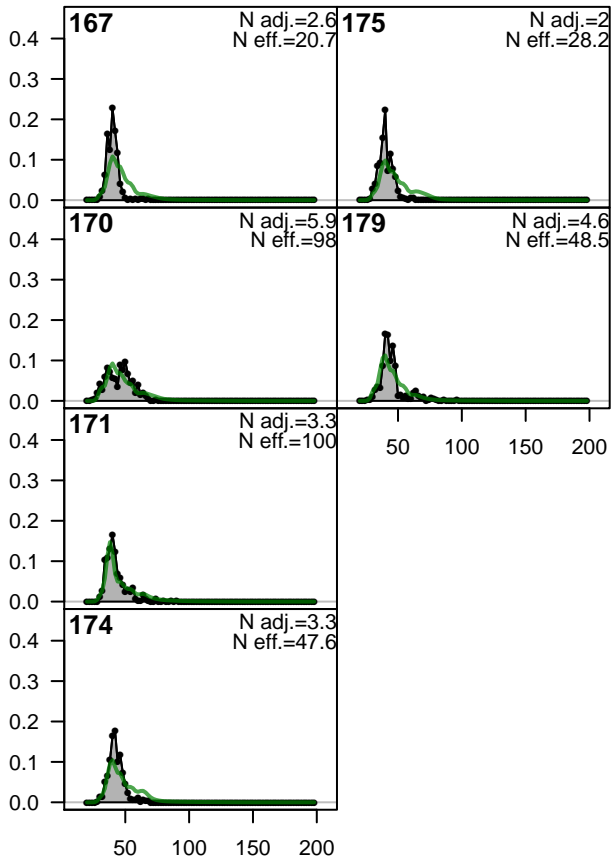 167
N adj.=2.6
N eff.=20.7
175
N adj.=2
N eff.=28.2
0.4
0.3
0.2
0.1
0.0
170
N adj.=5.9
N eff.=98
179
N adj.=4.6
N eff.=48.5
0.4
0.3
0.2
0.1
0.0
171
N adj.=3.3
N eff.=100
50 100 150 200
0.4
0.3
0.2
0.1
0.0
174
N adj.=3.3
N eff.=47.6
0.4
0.3
0.2
0.1
0.0
50 100 150 200